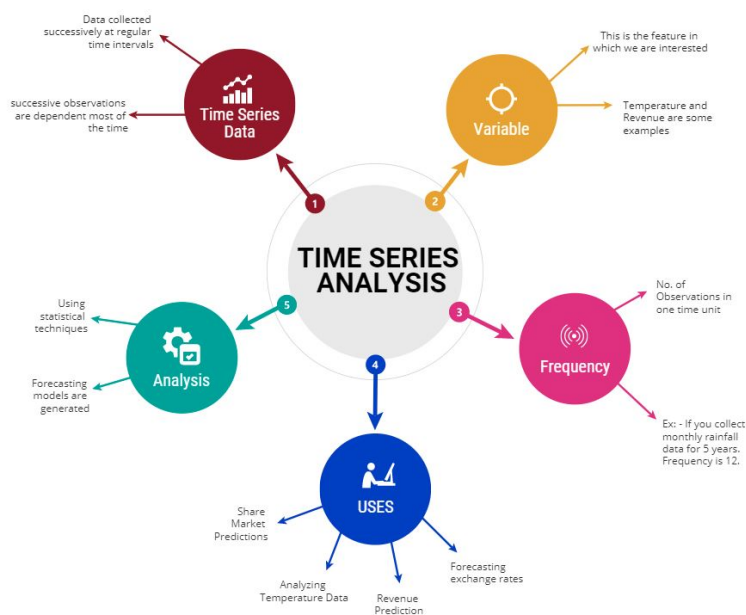 TIME SERIES
ANALYSIS
1
Time Series
Data
Data collected
successively at regular
time intervals
successive observations
are dependent most of
the time
2
Variable
This is the feature in
which we are interested
Temperature and
Revenue are some
examples
3
Frequency
No. of
Observations in
one time unit
Ex: - If you collect
monthly rainfall
data for 5 years.
Frequency is 12.
4
USES
Share
Market
Predictions
Analyzing
Temperature Data
Revenue
Prediction
Forecasting
exchange rates
5
Analysis
Using
statistical
techniques
Forecasting
models are
generated